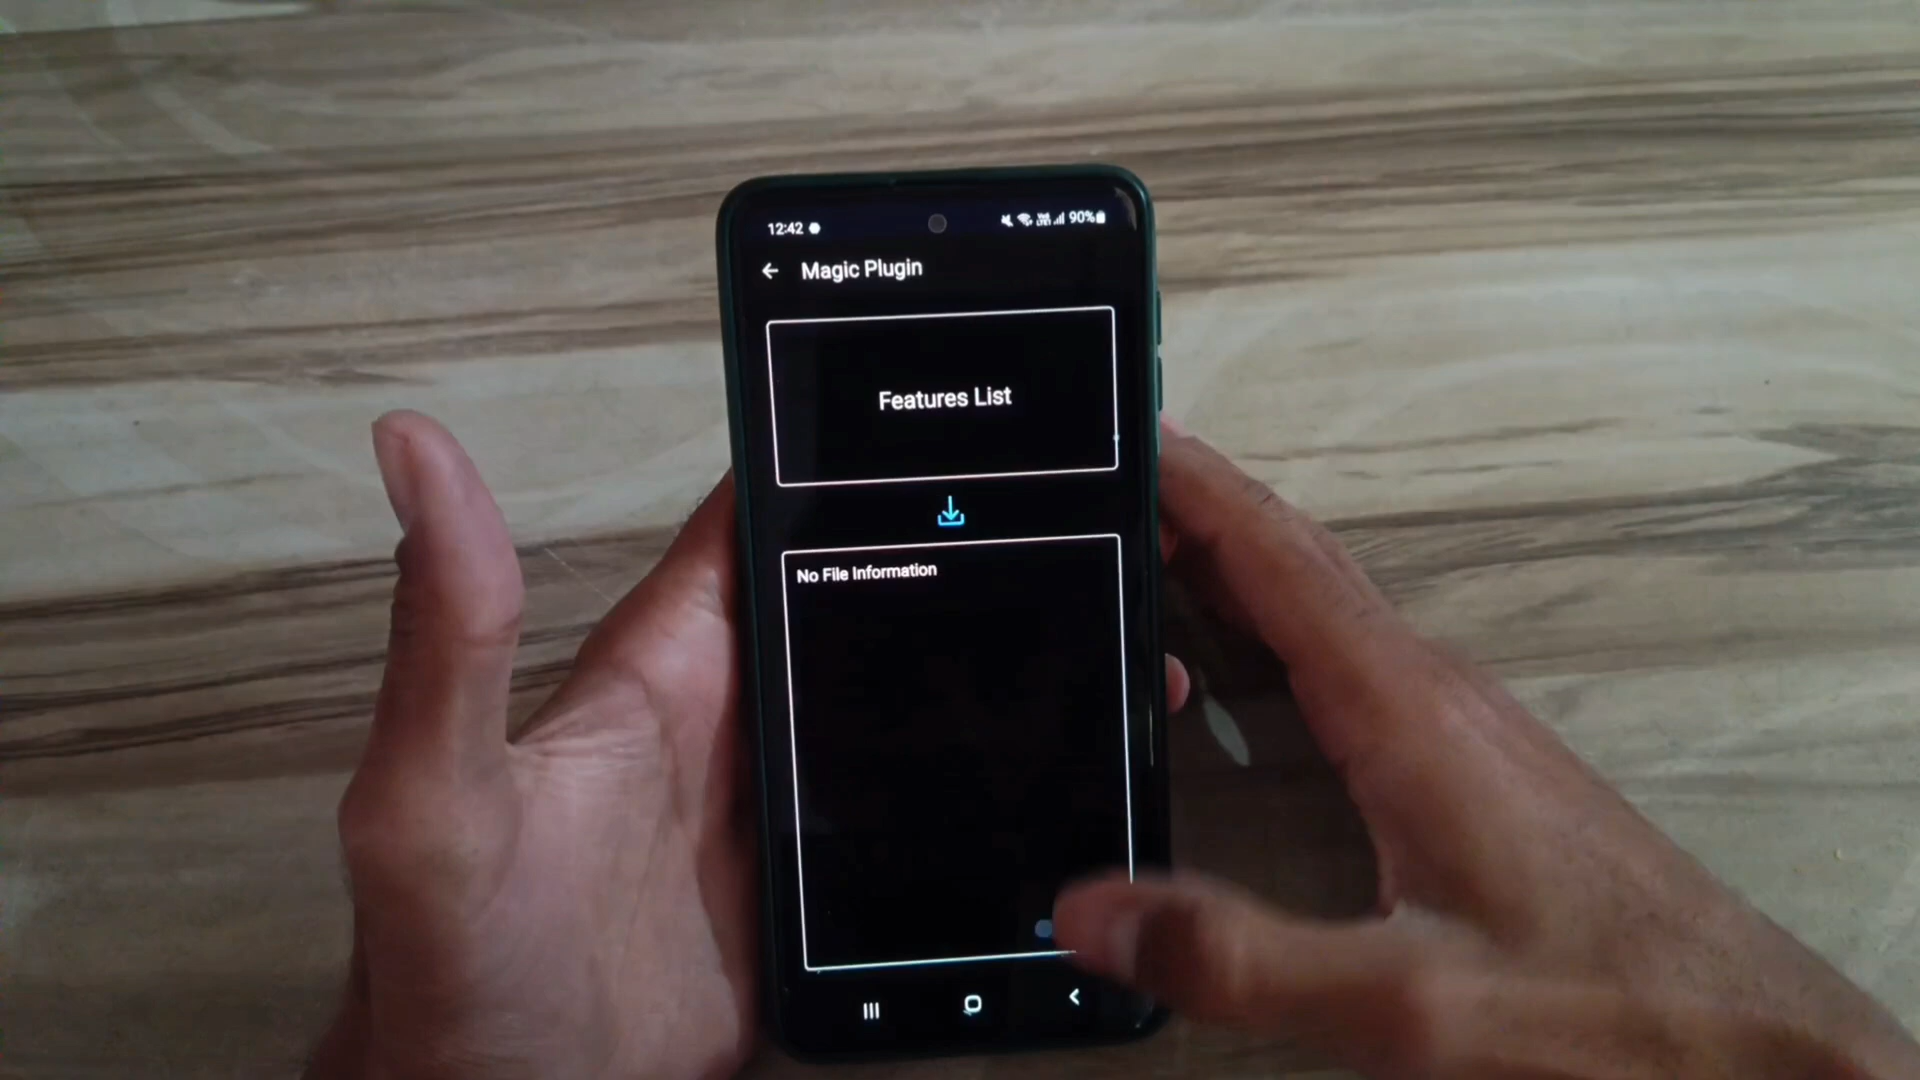 12:42 90%
Magic Plugin
Features List
No File Information